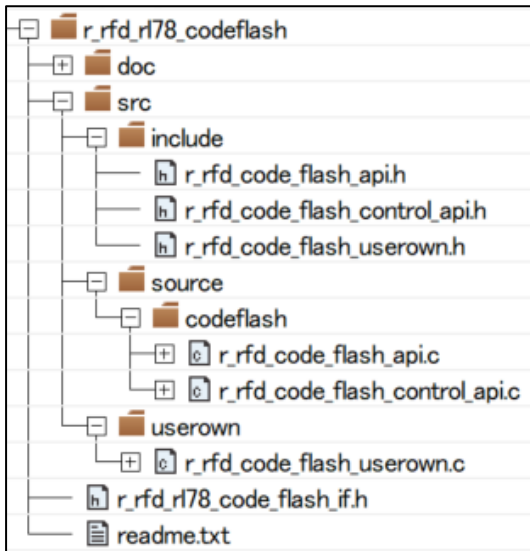 r_rfd_rl78_codeflash
doc
src
include
r_rfd_code_flash_api.h
r_rfd_code_flash_control_api.h
r_rfd_code_flash_userown.h
source
codeflash
r_rfd_code_flash_api.c
r_rfd_code_flash_control_api.c
userown
r_rfd_code_flash_userown.c
r_rfd_rl78_code_flash_if.h
readme.txt